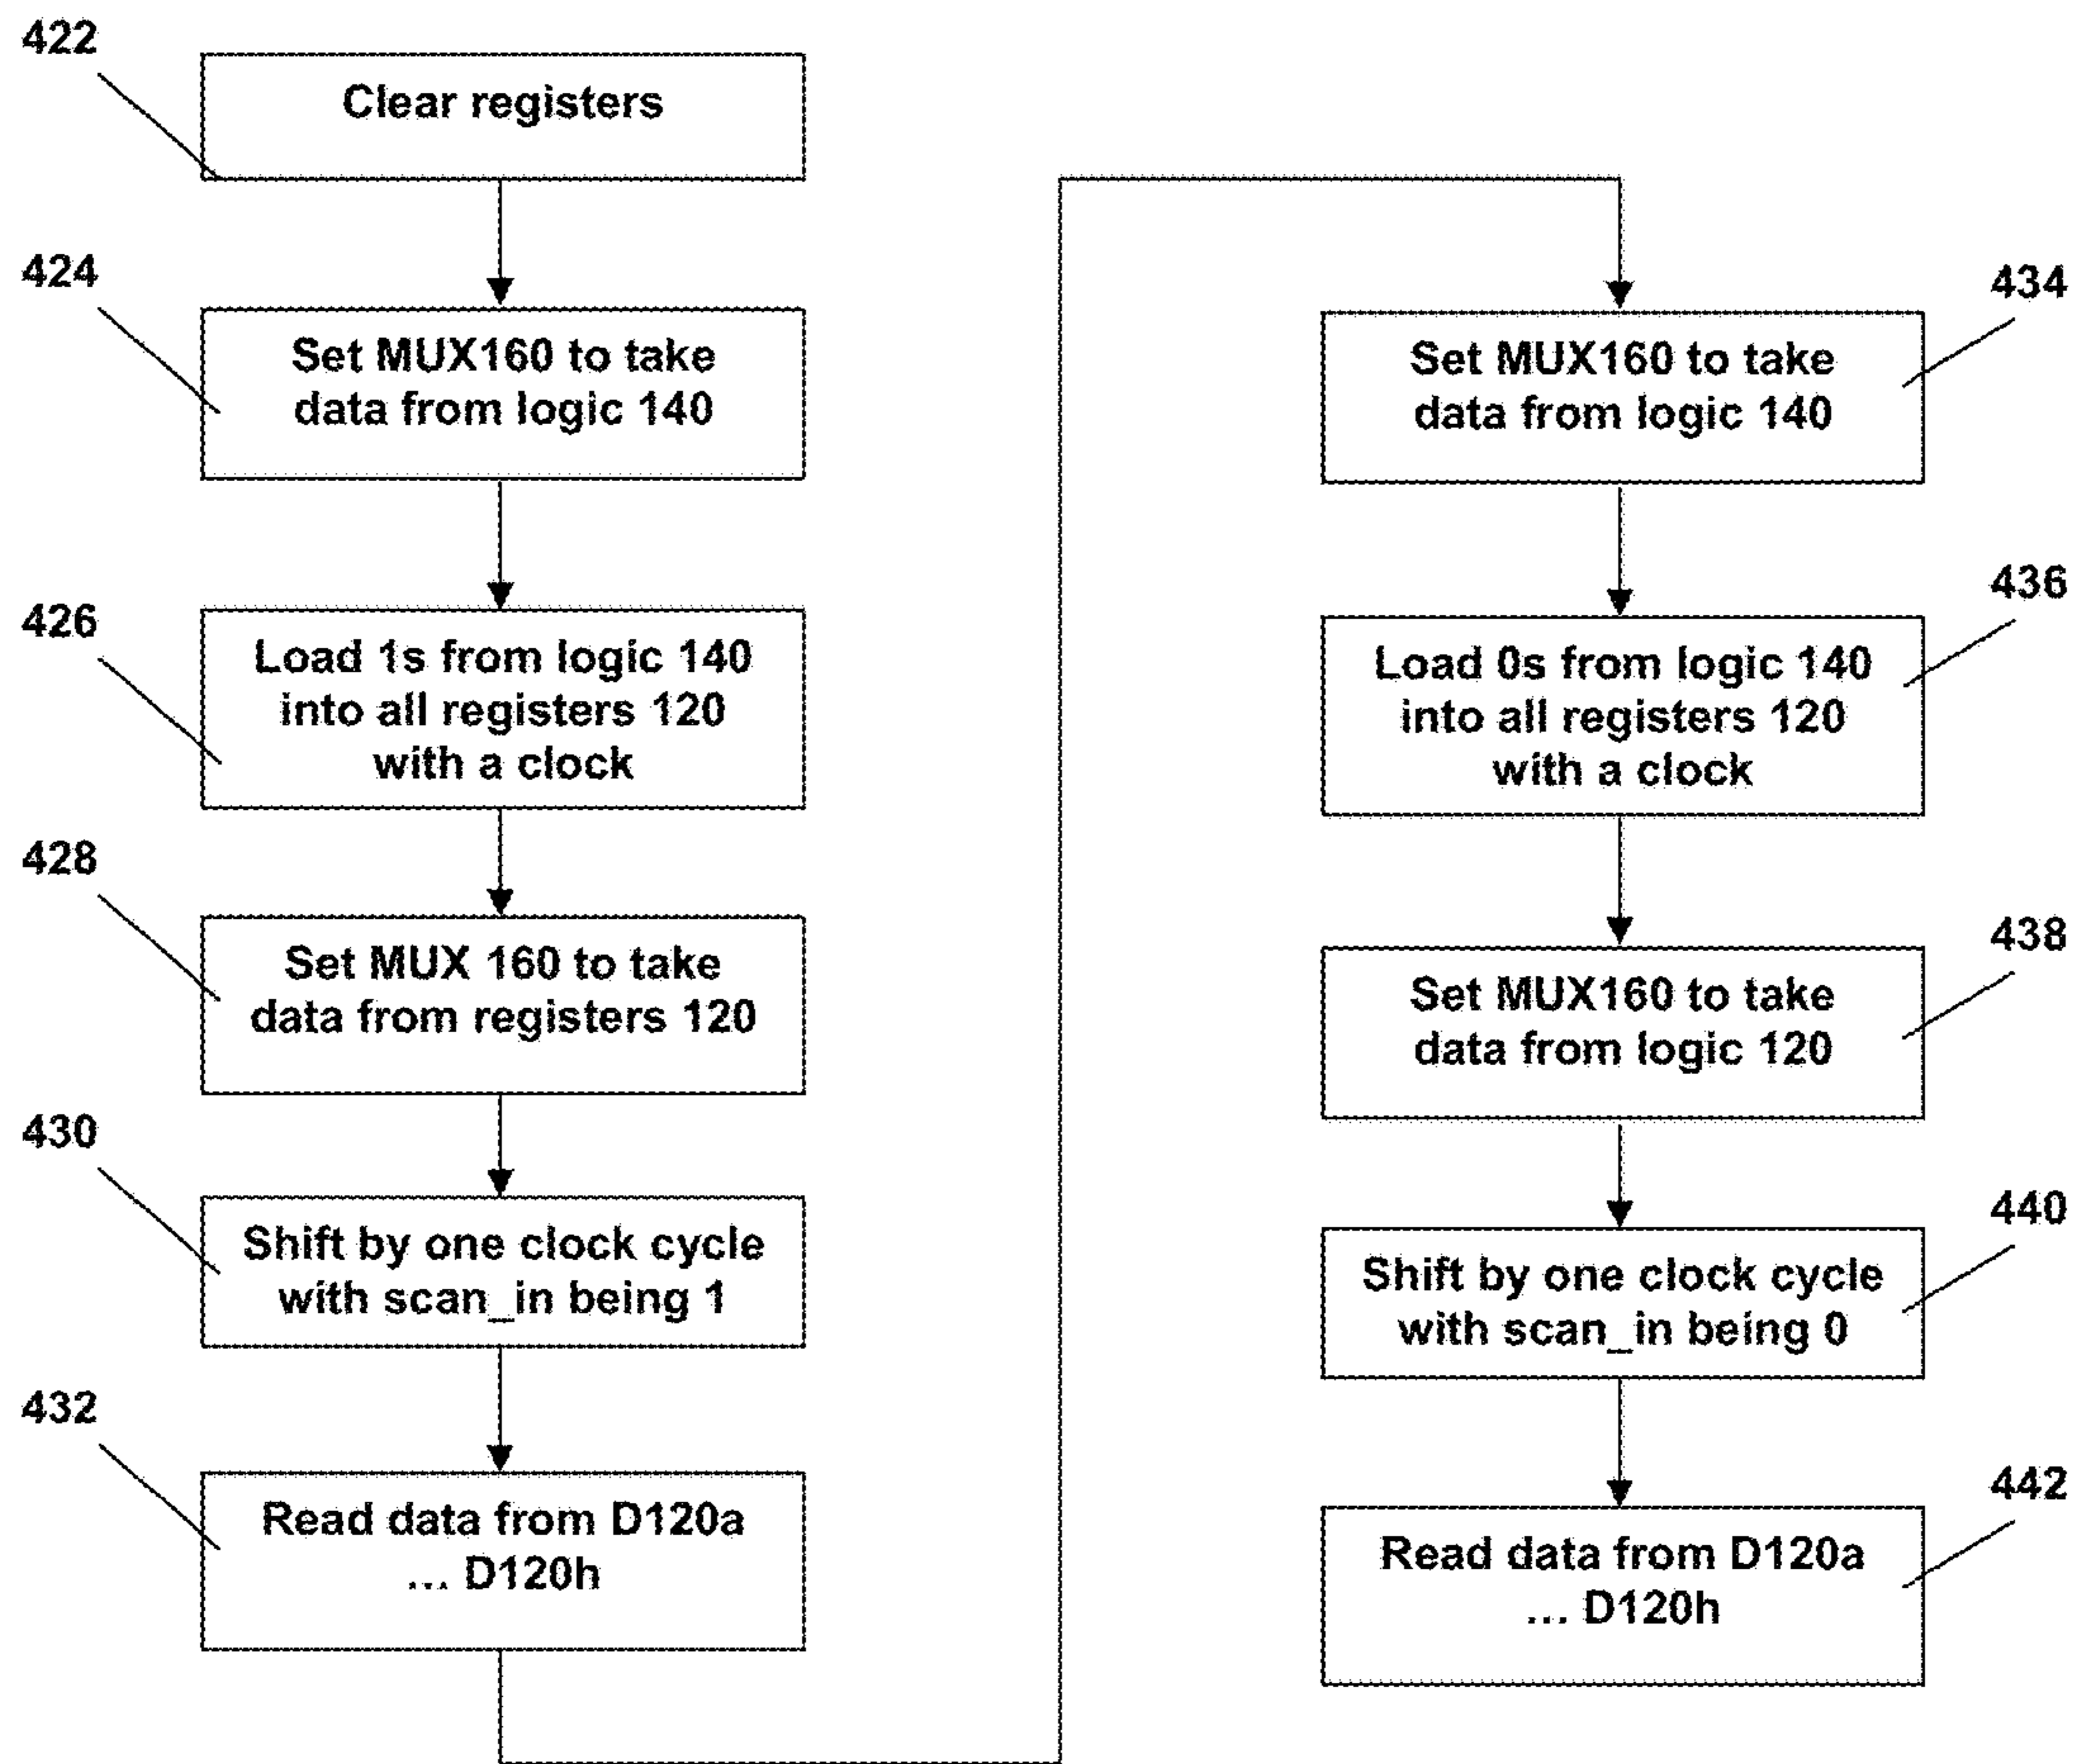 422
Clear registers
424
Set MUX160 to take
data from logic 140
426
Load 1s from logic 140
into all registers 120
with a clock
428
Set MUX 160 to take
data from registers 120
430
Shift by one clock cycle
with scan_in being 1
432
Read data from D120a
... D120h
434
Set MUX160 to take
data from logic 140
436
Load 0s from logic 140
into all registers 120
with a clock
438
Set MUX160 to take
data from logic 120
440
Shift by one clock cycle
with scan_in being 0
442
Read data from D120a
... D120h